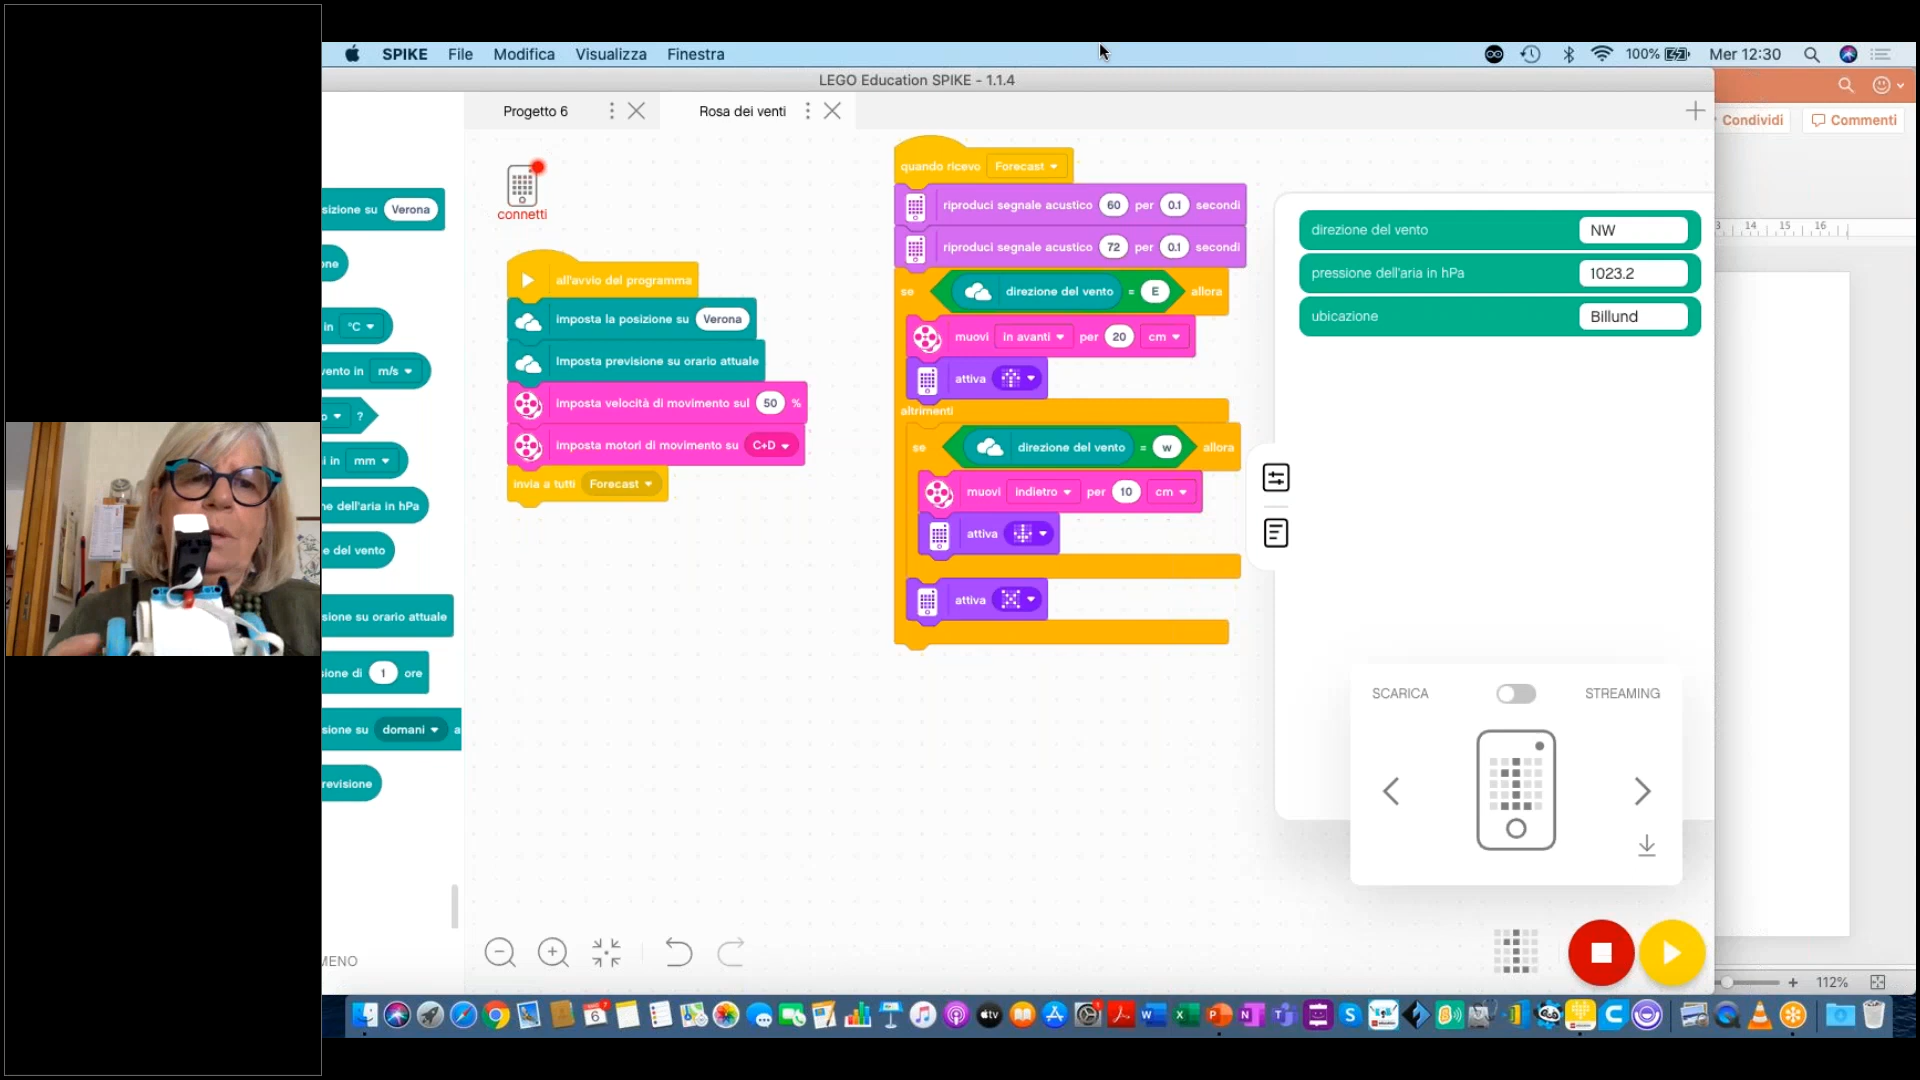 SPIKE File Modifica Visualizza Finestra
100% Mer 12:30
LEGO Education SPIKE - 1.1.4
Progetto 6
Rosa dei venti
Condividi
Commenti
14 15 16
connetti
sizione su Verona
one
in °C
vento in m/s
o ?
i in mm
ne dell'aria in hPa
e del vento
sione su orario attuale
ione di 1 ore
sione su domani a
revisione
MENO
all'avvio del programma
imposta la posizione su Verona
Imposta previsione su orario attuale
imposta velocità di movimento sul 50 %
imposta motori di movimento su C+D
invia a tutti Forecast
quando ricevo Forecast
riproduci segnale acustico 60 per 0.1 secondi
riproduci segnale acustico 72 per 0.1 secondi
se direzione del vento = E allora
muovi in avanti per 20 cm
attiva
altrimenti
se direzione del vento = w allora
muovi indietro per 10 cm
attiva
attiva
direzione del vento NW
pressione dell'aria in hPa 1023.2
ubicazione Billund
SCARICA STREAMING
112%